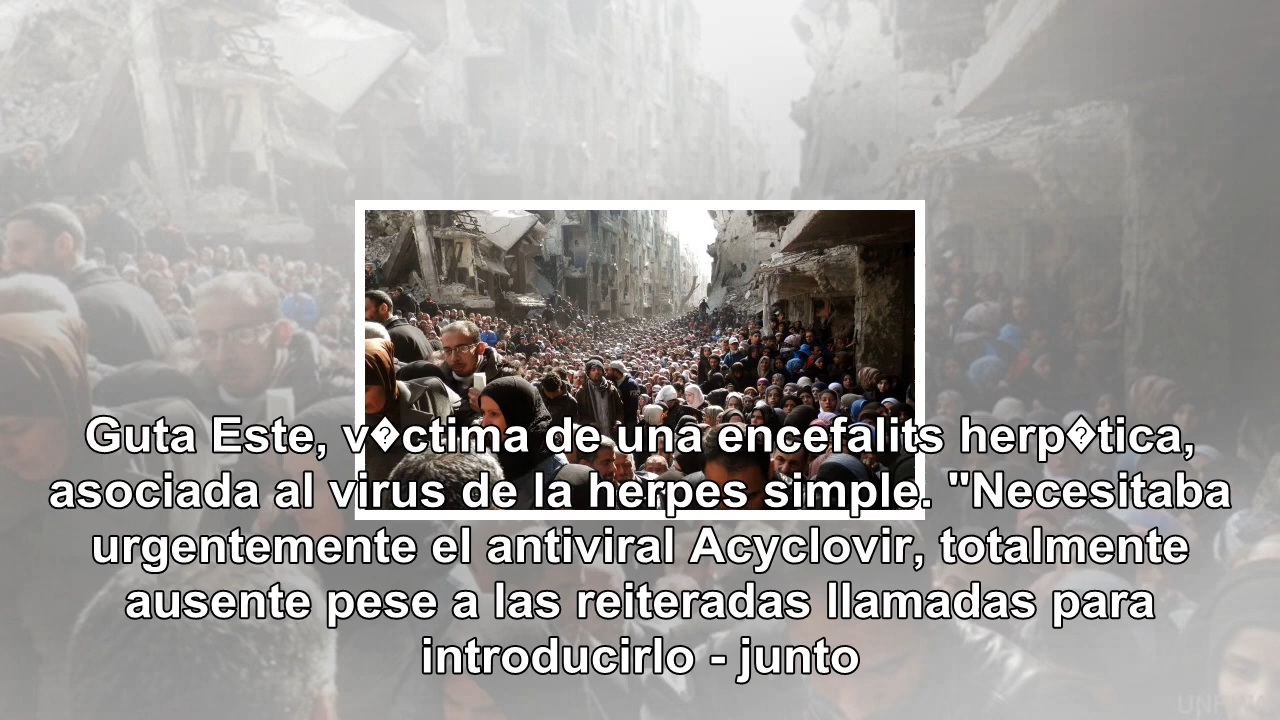 Guta Este, v�ctima de una encefalits herp�tica,
asociada al virus de la herpes simple. "Necesitaba
urgentemente el antiviral Acyclovir, totalmente
ausente pese a las reiteradas llamadas para
introducirlo - junto